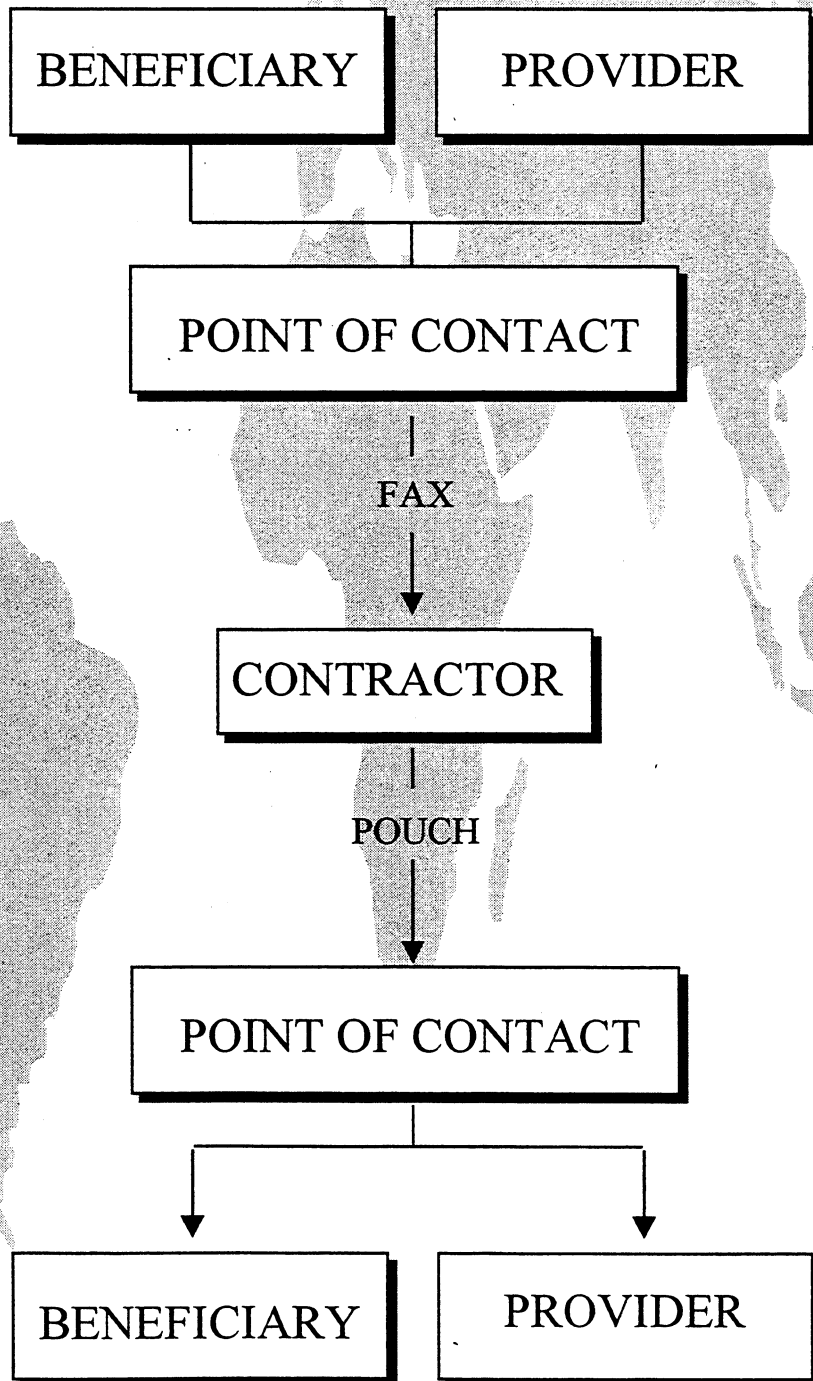 BENEFICIARY
PROVIDER
POINT OF CONTACT
FAX
CONTRACTOR
POUCH
POINT OF CONTACT
BENEFICIARY
PROVIDER